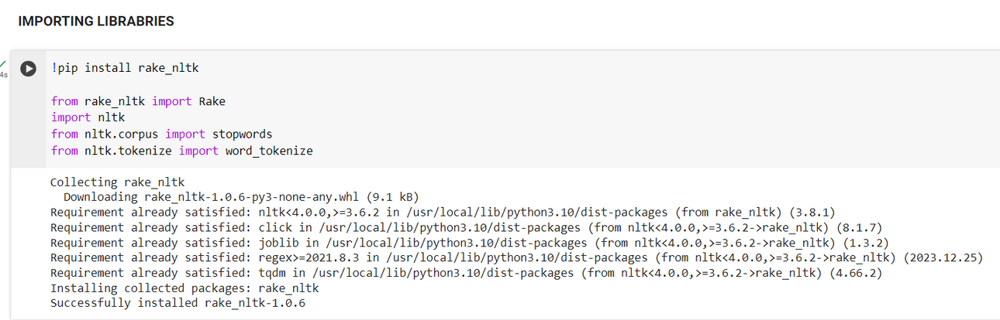 IMPORTING LIBRABRIES
!pip install rake_nltk
from rake_nltk import Rake
import nltk
from nltk.corpus import stopwords
from nltk.tokenize import word_tokenize
4s
Collecting rake_nltk
Downloading rake_nltk-1.0.6-py3-none-any.whl (9.1 kB)
Requirement already satisfied: nltk<4.0.0,>=3.6.2 in /usr/local/lib/python3.10/dist-packages (from rake_nltk) (3.8.1)
Requirement already satisfied: click in /usr/local/lib/python3.10/dist-packages (from nltk<4.0.0,>=3.6.2->rake_nltk) (8.1.7)
Requirement already satisfied: joblib in /usr/local/lib/python3.10/dist-packages (from nltk<4.0.0,>=3.6.2->rake_nltk) (1.3.2)
Requirement already satisfied: regex>=2021.8.3 in /usr/local/lib/python3.10/dist-packages (from nltk<4.0.0,>=3.6.2->rake_nltk) (2023.12.25)
Requirement already satisfied: tqdm in /usr/local/lib/python3.10/dist-packages (from nltk<4.0.0,>=3.6.2->rake_nltk) (4.66.2)
Installing collected packages: rake_nltk
Successfully installed rake_nltk-1.0.6